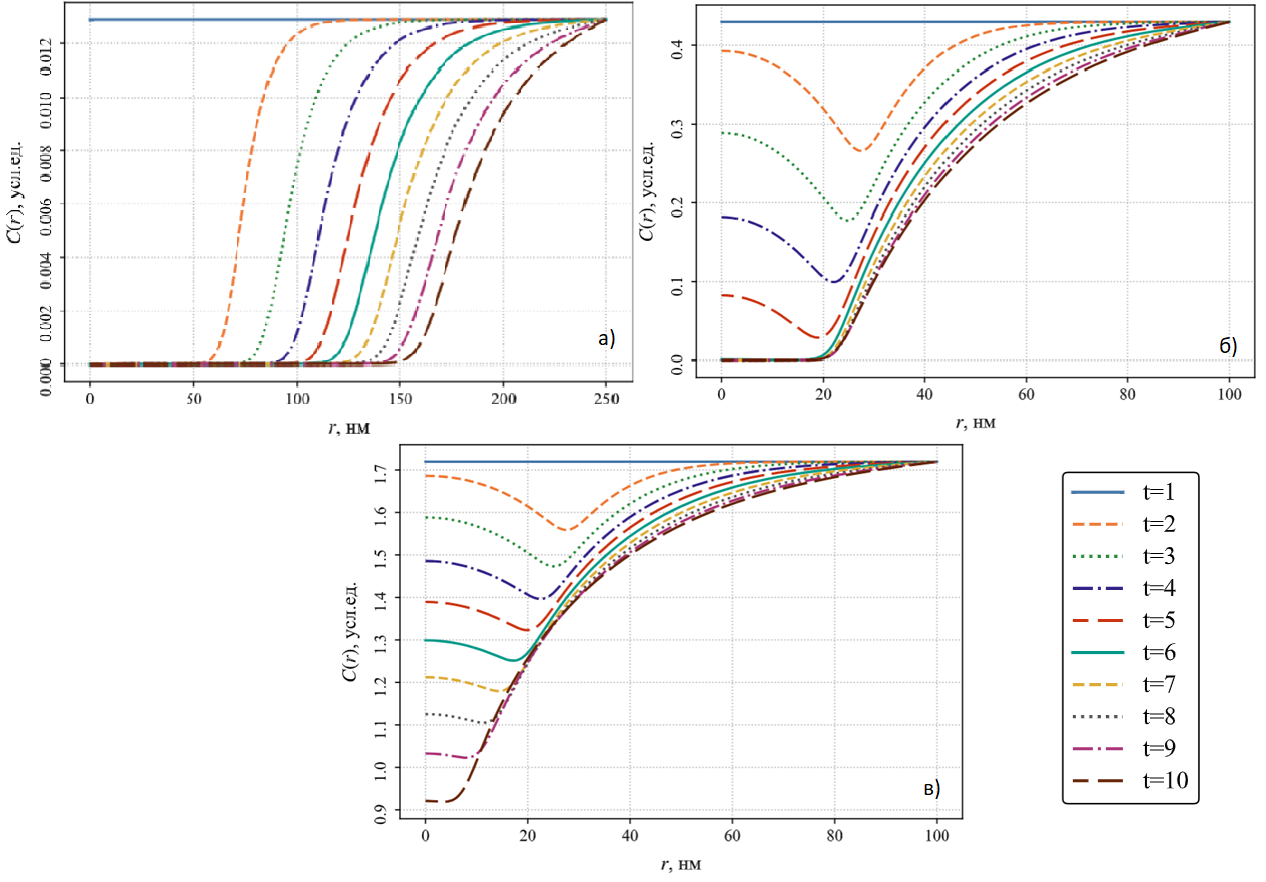 0.012
0.010
0.008
0.006
0.004
0.002
0.000
C(r), усл.ед.
а)
0 50 100 150 200 250
r, нм
0.4
0.3
0.2
0.1
0.0
C(r), усл.ед.
б)
0 20 40 60 80 100
r, нм
1.7
1.6
1.5
1.4
1.3
1.2
1.1
1.0
0.9
C(r), усл.ед.
в)
0 20 40 60 80 100
r, нм
t=1
t=2
t=3
t=4
t=5
t=6
t=7
t=8
t=9
t=10